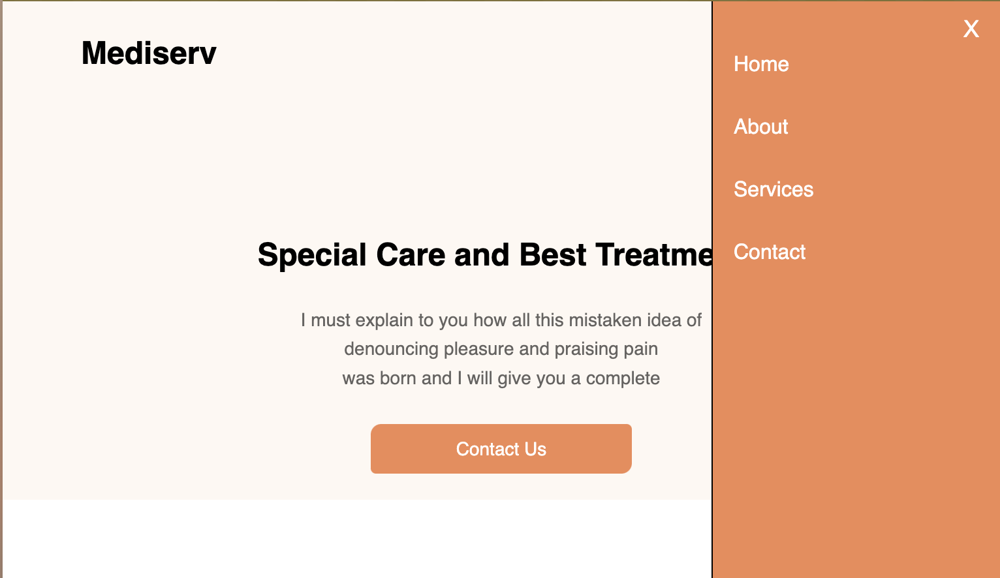 Mediserv
X
Home
About
Services
Contact
Special Care and Best Treatme
I must explain to you how all this mistaken idea of
denouncing pleasure and praising pain
was born and I will give you a complete
Contact Us